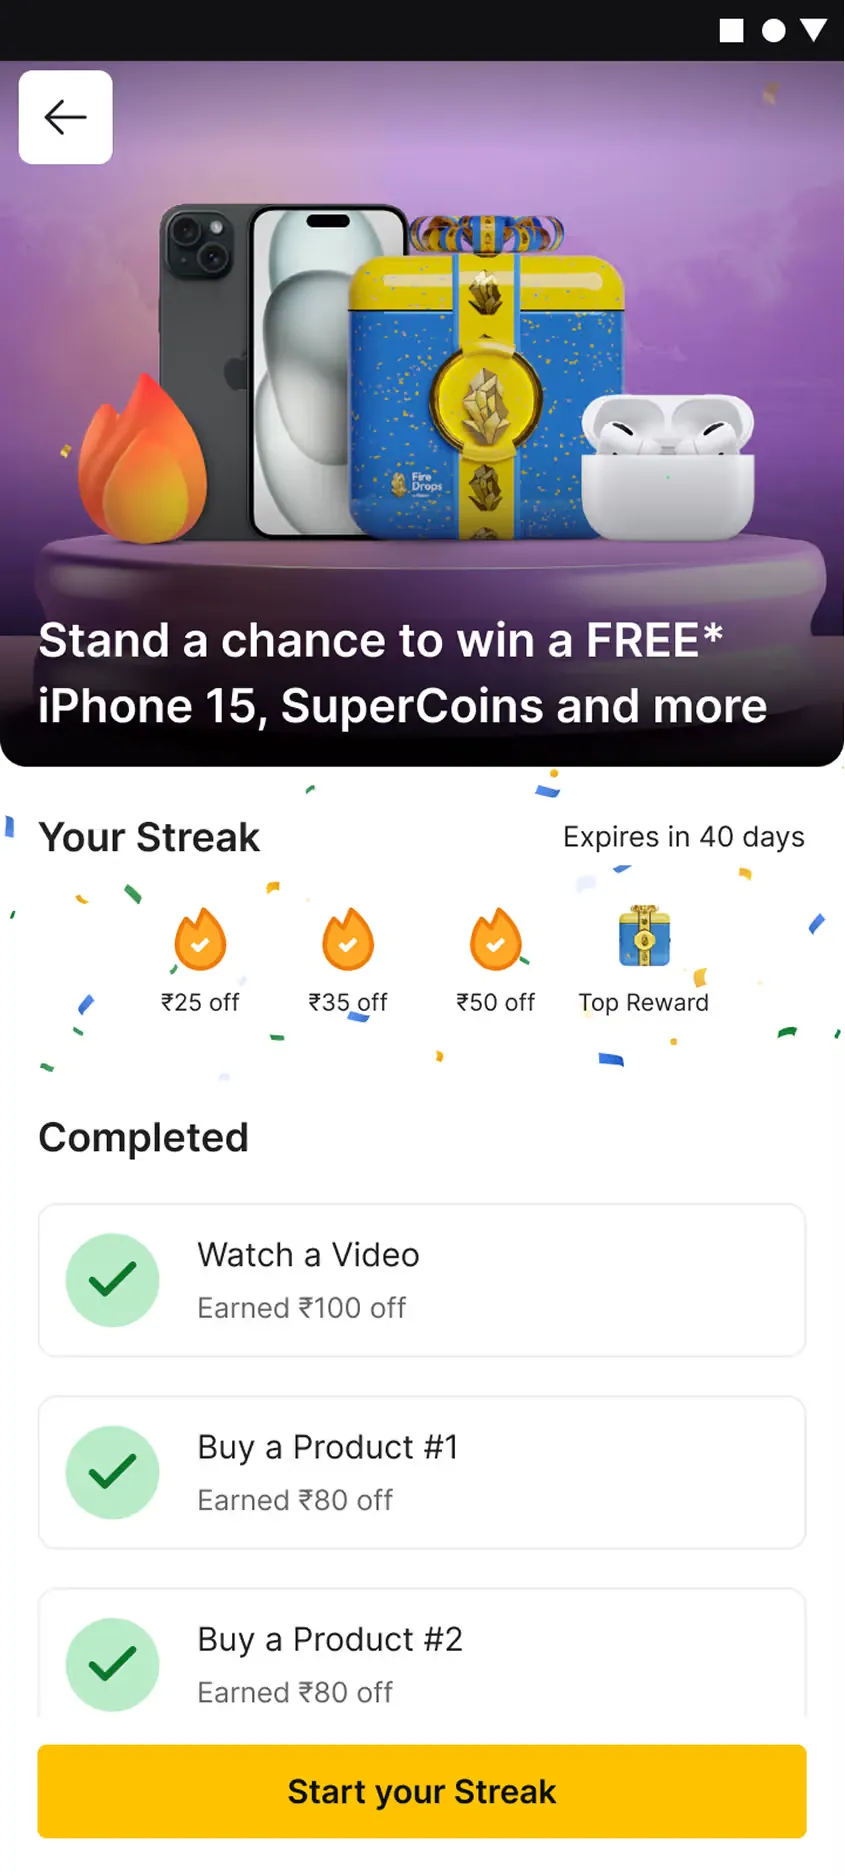 Fire
Drops
Stand a chance to win a FREE*
iPhone 15, SuperCoins and more
Your Streak
Expires in 40 days
₹25 off
₹35 off
₹50 off
Top Reward
Completed
Watch a Video
Earned ₹100 off
Buy a Product #1
Earned ₹80 off
Buy a Product #2
Earned ₹80 off
Start your Streak